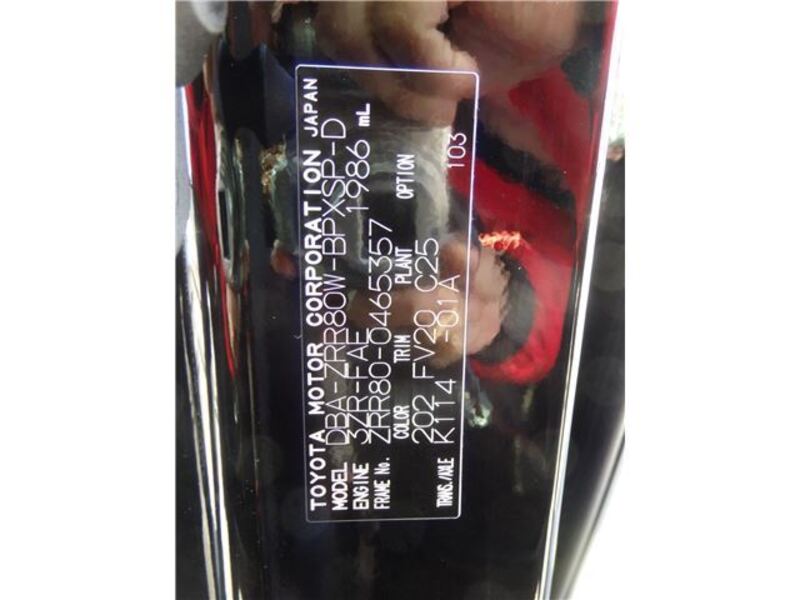 TOYOTA MOTOR CORPORATION JAPAN
MODEL DBA-ZRR80W-BPXSP-D
ENGINE 3ZR-FAE 1986 mL
FRAME No. ZRR80-0465357
COLOR TRIM PLANT OPTION
202 FV20 C25 103
TRANS./AXLE K114 -01A